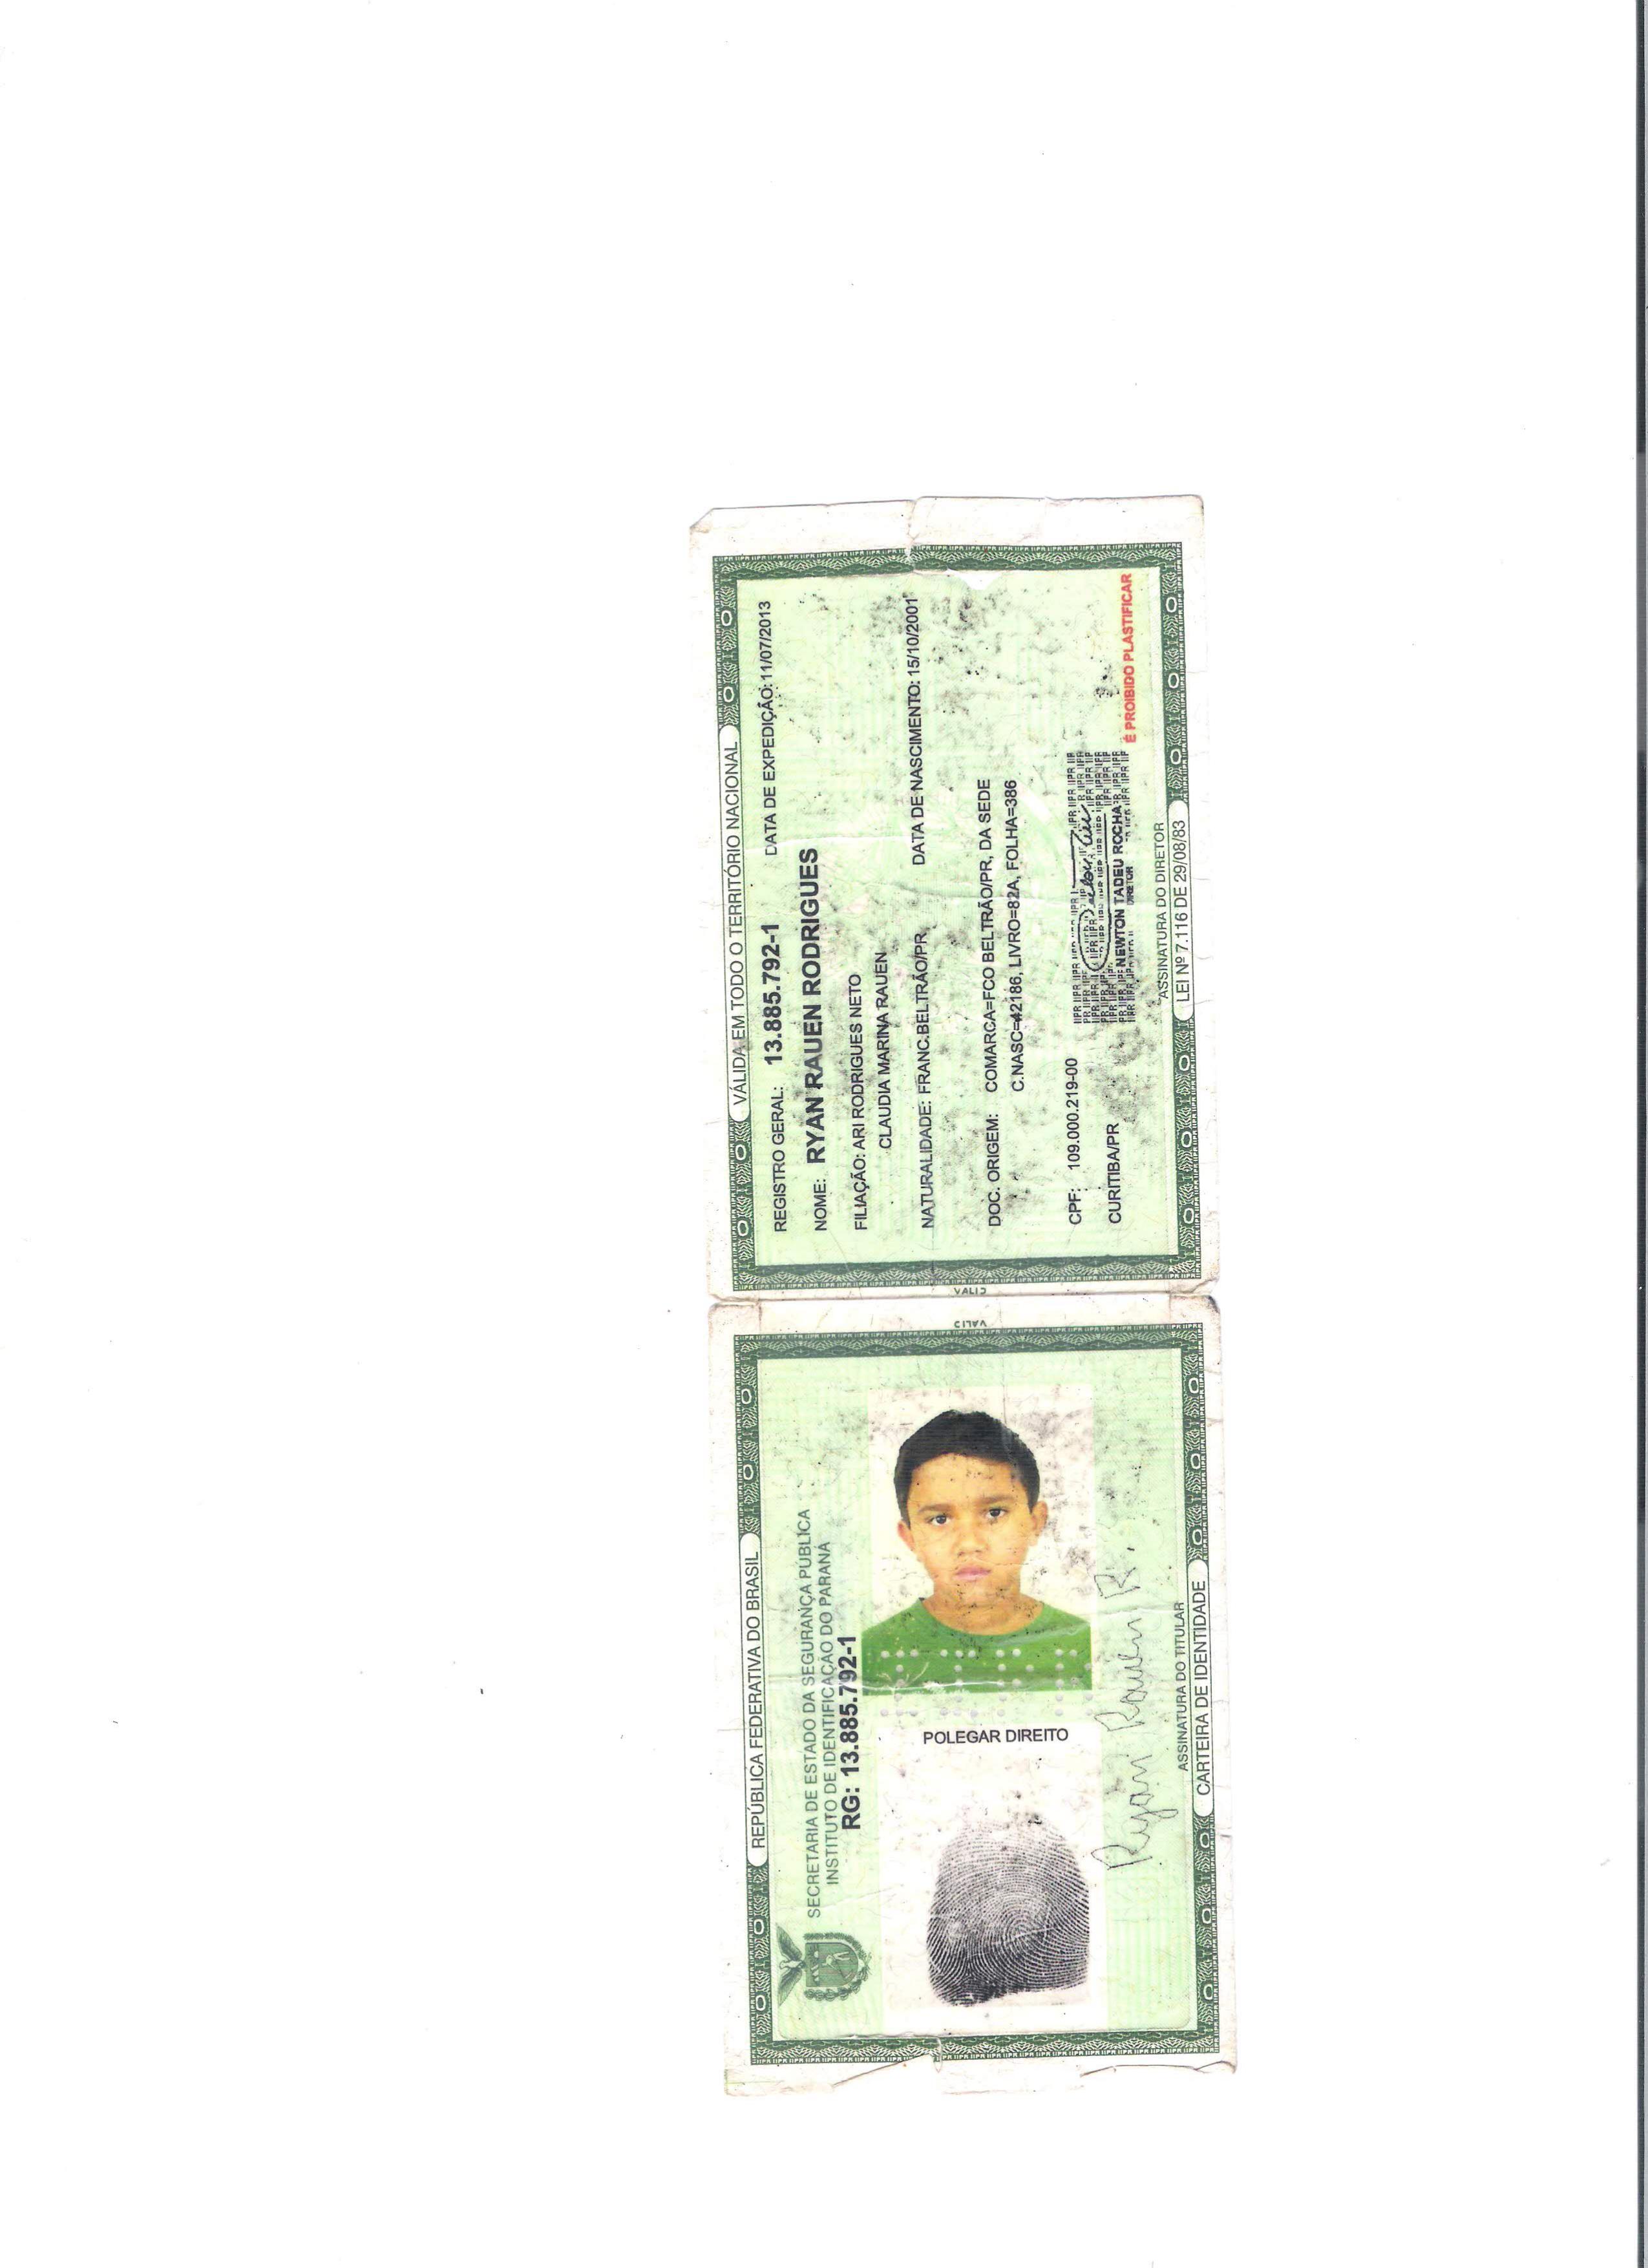 REPÚBLICA FEDERATIVA DO BRASIL
SECRETARIA DE ESTADO DA SEGURANÇA PÚBLICA
INSTITUTO DE IDENTIFICAÇÃO DO PARANÁ
RG: 13.885.792-1
POLEGAR DIREITO
Ryan Rauen R.
ASSINATURA DO TITULAR
CARTEIRA DE IDENTIDADE
VÁLIDA EM TODO O TERRITÓRIO NACIONAL
REGISTRO GERAL: 13.885.792-1 DATA DE EXPEDIÇÃO: 11/07/2013
NOME: RYAN RAUEN RODRIGUES
FILIAÇÃO: ARI RODRIGUES NETO
CLAUDIA MARINA RAUEN
NATURALIDADE: FRANC.BELTRÃO/PR DATA DE NASCIMENTO: 15/10/2001
DOC. ORIGEM: COMARCA=FCO BELTRÃO/PR, DA SEDE
C.NASC=42186, LIVRO=82A, FOLHA=386
CPF: 109.000.219-00
CURITIBA/PR
NEWTON TADEU ROCHA
DIRETOR
É PROIBIDO PLASTIFICAR
ASSINATURA DO DIRETOR
LEI Nº 7.116 DE 29/08/83